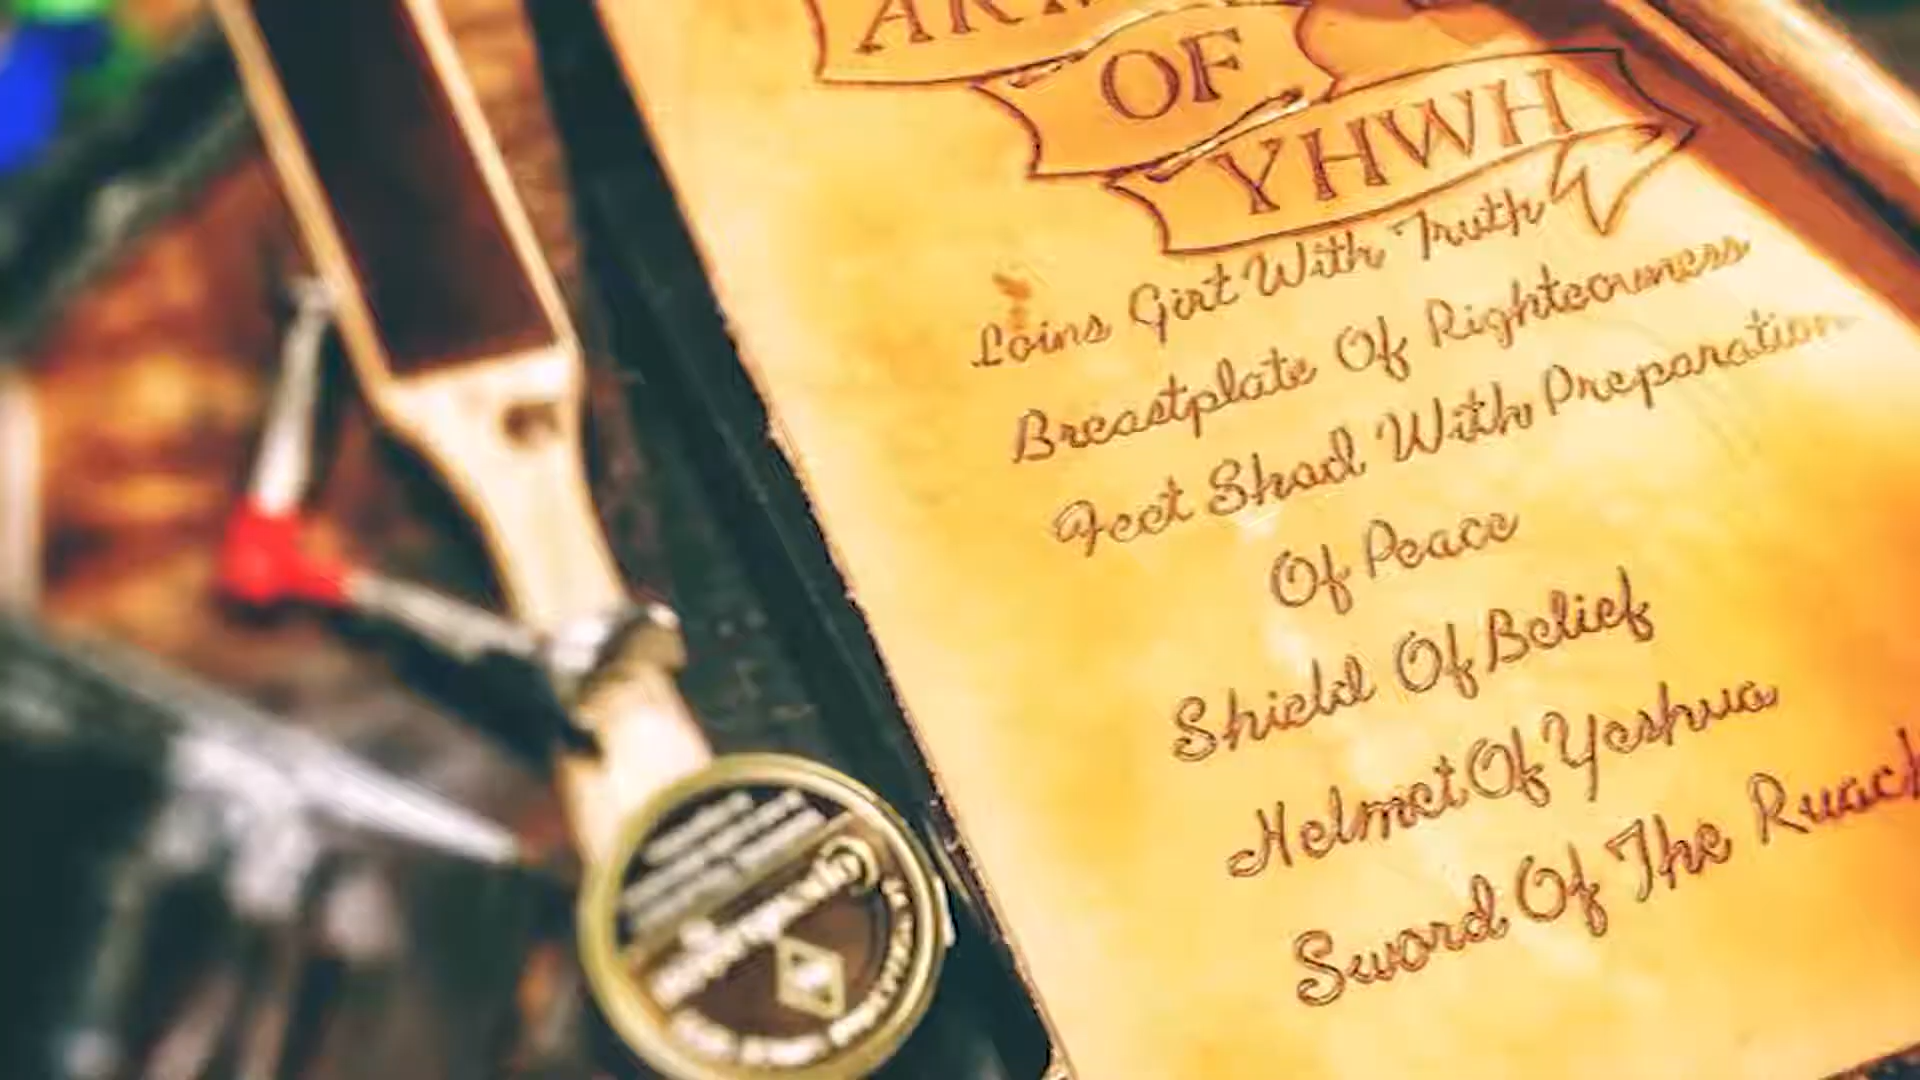 OF
YHWH
Loins Girt With Truth
Breastplate Of Righteousness
Feet Shod With Preparation
Of Peace
Shield Of Belief
Helmet Of Yeshua
Sword Of The Ruach